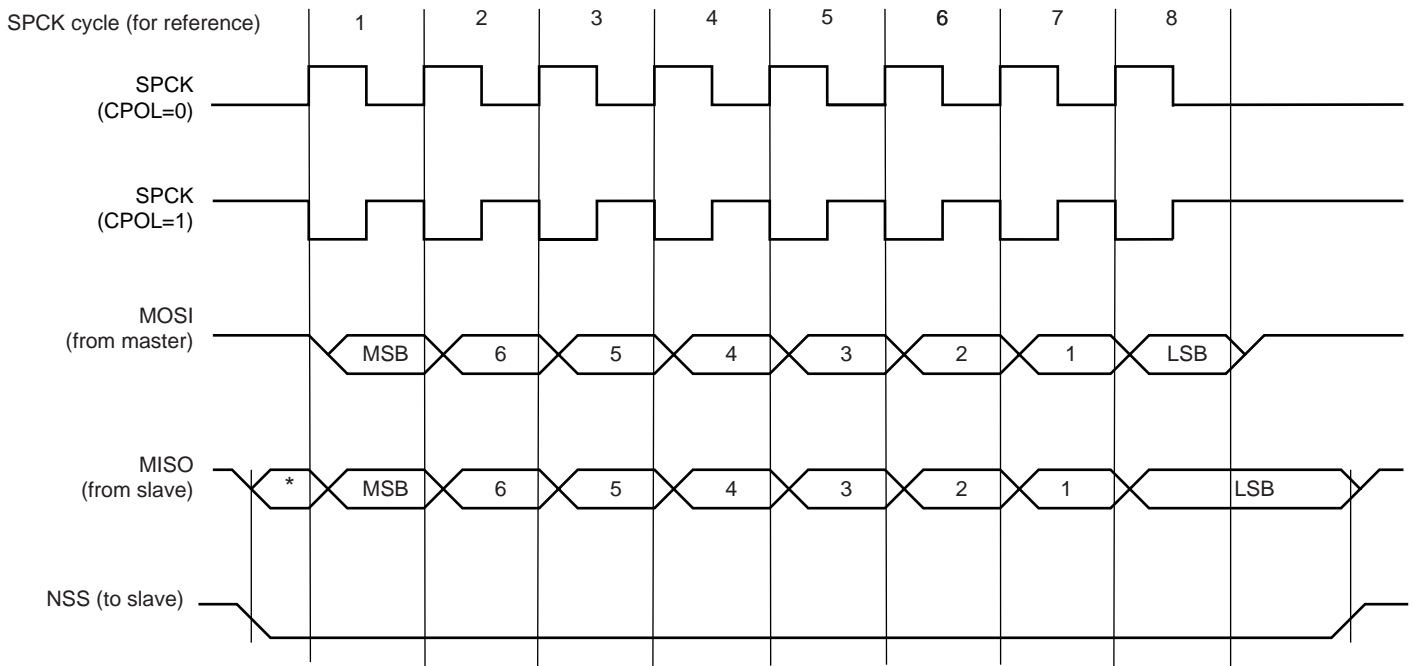 SPCK cycle (for reference)
1 2 3 4 5 6 7 8
SPCK
(CPOL=0)
SPCK
(CPOL=1)
MOSI
(from master)
MSB 6 5 4 3 2 1 LSB
MISO
(from slave)
* MSB 6 5 4 3 2 1 LSB
NSS (to slave)